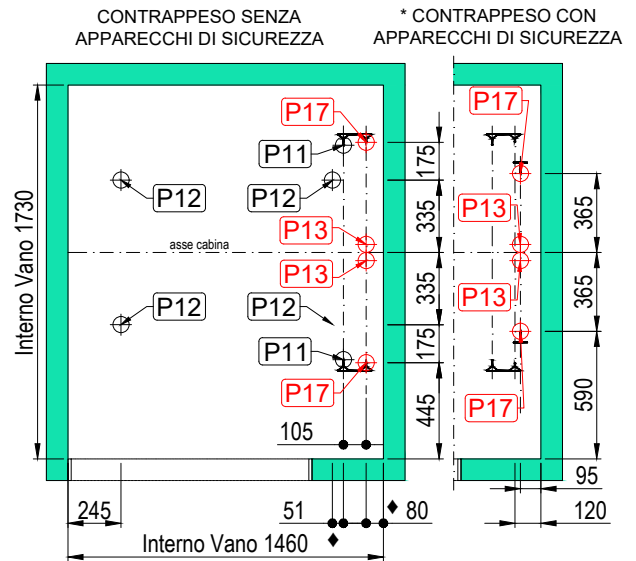 CONTRAPPESO SENZA
APPARECCHI DI SICUREZZA
* CONTRAPPESO CON
APPARECCHI DI SICUREZZA
P17
P17
P11
P12
P12
175
335
365
P13
P13
asse cabina
P13
P13
Interno Vano 1730
335
365
P12
P12
P11
175
P17
P17
445
590
105
95
245
51
♦ 80
120
Interno Vano 1460
♦